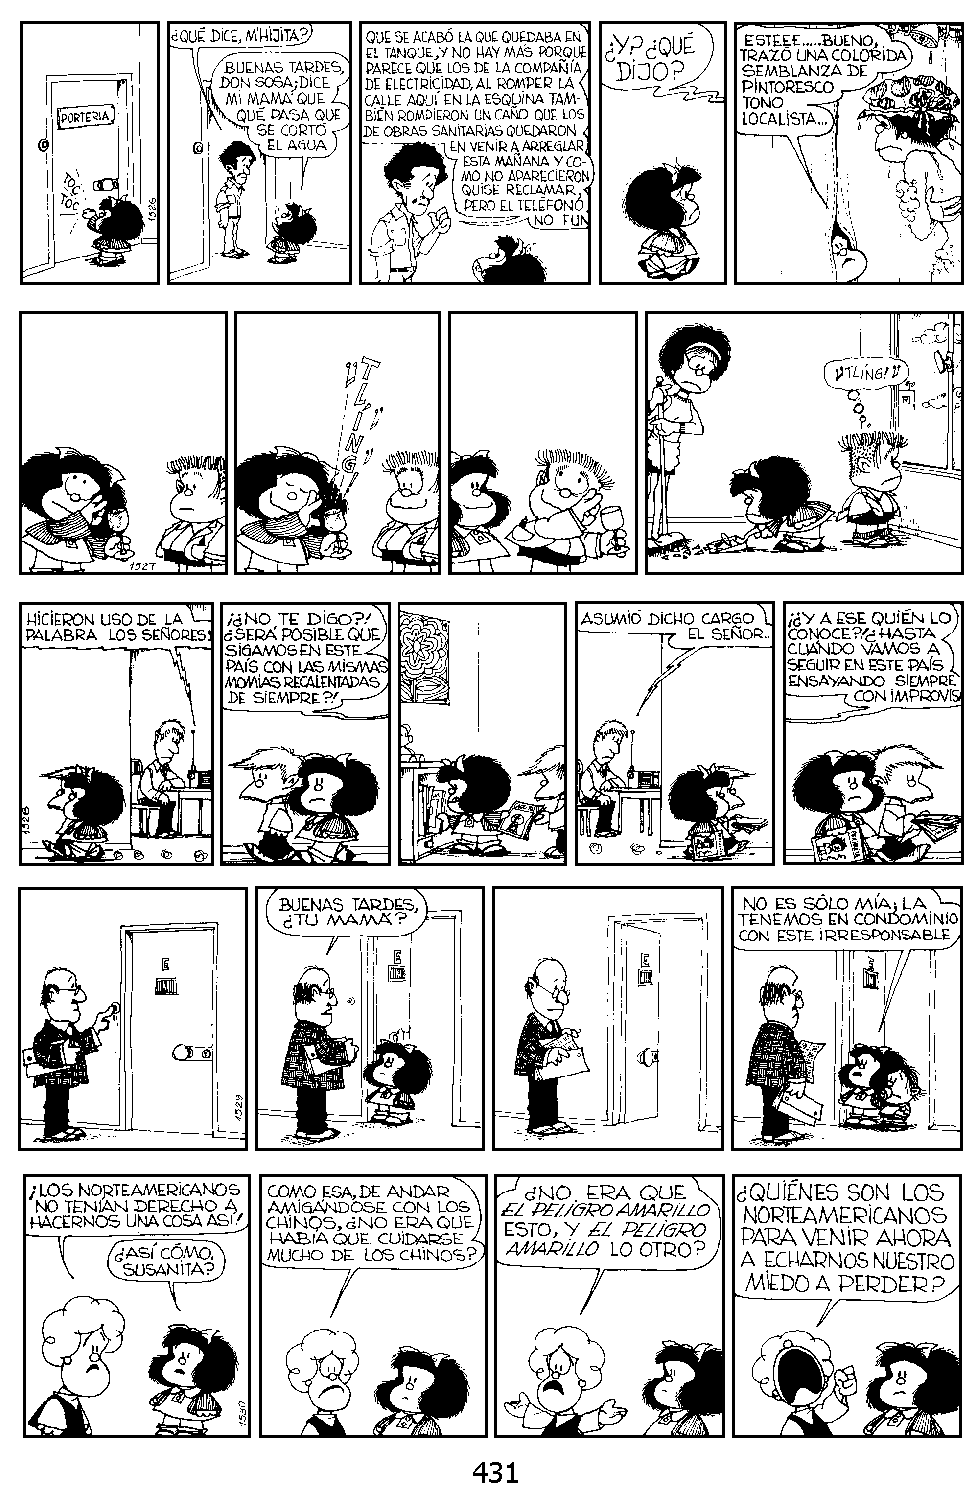 PORTERIA
TOC
TOC
TOC
1526
¿QUÉ DICE, M'HIJITA?
BUENAS TARDES,
DON SOSA; DICE
MI MAMÁ QUE
QUÉ PASA QUE
SE CORTÓ
EL AGUA
QUE SE ACABÓ LA QUE QUEDABA EN
EL TANQUE, Y NO HAY MAS PORQUE
PARECE QUE LOS DE LA COMPAÑIA
DE ELECTRICIDAD, AL ROMPER LA
CALLE AQUÍ EN LA ESQUINA TAM-
BIÉN ROMPIERON UN CAÑO QUE LOS
DE OBRAS SANITARIAS QUEDARON
EN VENIR A ARREGLAR
ESTA MAÑANA Y CO-
MO NO APARECIERON
QUISE RECLAMAR,
PERO EL TELÉFONO
NO FUN
¿Y? ¿QUÉ
DIJO?
ESTEEE.....BUENO,
TRAZÓ UNA COLORIDA
SEMBLANZA DE
PINTORESCO
TONO
LOCALISTA...
TLING!
1527
TLING!
HICIERON USO DE LA
PALABRA LOS SEÑORES
1528
¡¿NO TE DIGO?!
¿SERÁ POSIBLE QUE
SIGAMOS EN ESTE
PAÍS CON LAS MISMAS
MOMIAS RECALENTADAS
DE SIEMPRE?!
ASUMIÓ DICHO CARGO
EL SEÑOR..
¡¿Y A ESE QUIÉN LO
CONOCE?! ¿HASTA
CUÁNDO VAMOS A
SEGUIR EN ESTE PAÍS
ENSAYANDO SIEMPRE
CON IMPROVIS
E
1529
BUENAS TARDES,
¿TU MAMÁ?
E
E
NO ES SÓLO MÍA; LA
TENEMOS EN CONDOMINIO
CON ESTE IRRESPONSABLE
¡LOS NORTEAMERICANOS
NO TENÍAN DERECHO A
HACERNOS UNA COSA ASÍ!
¿ASÍ CÓMO,
SUSANITA?
1530
COMO ESA, DE ANDAR
AMIGÁNDOSE CON LOS
CHINOS, ¿NO ERA QUE
HABÍA QUE CUIDARSE
MUCHO DE LOS CHINOS?
¿NO ERA QUE
EL PELIGRO AMARILLO
ESTO, Y EL PELIGRO
AMARILLO LO OTRO?
¿QUIÉNES SON LOS
NORTEAMERICANOS
PARA VENIR AHORA
A ECHARNOS NUESTRO
MIEDO A PERDER?
431